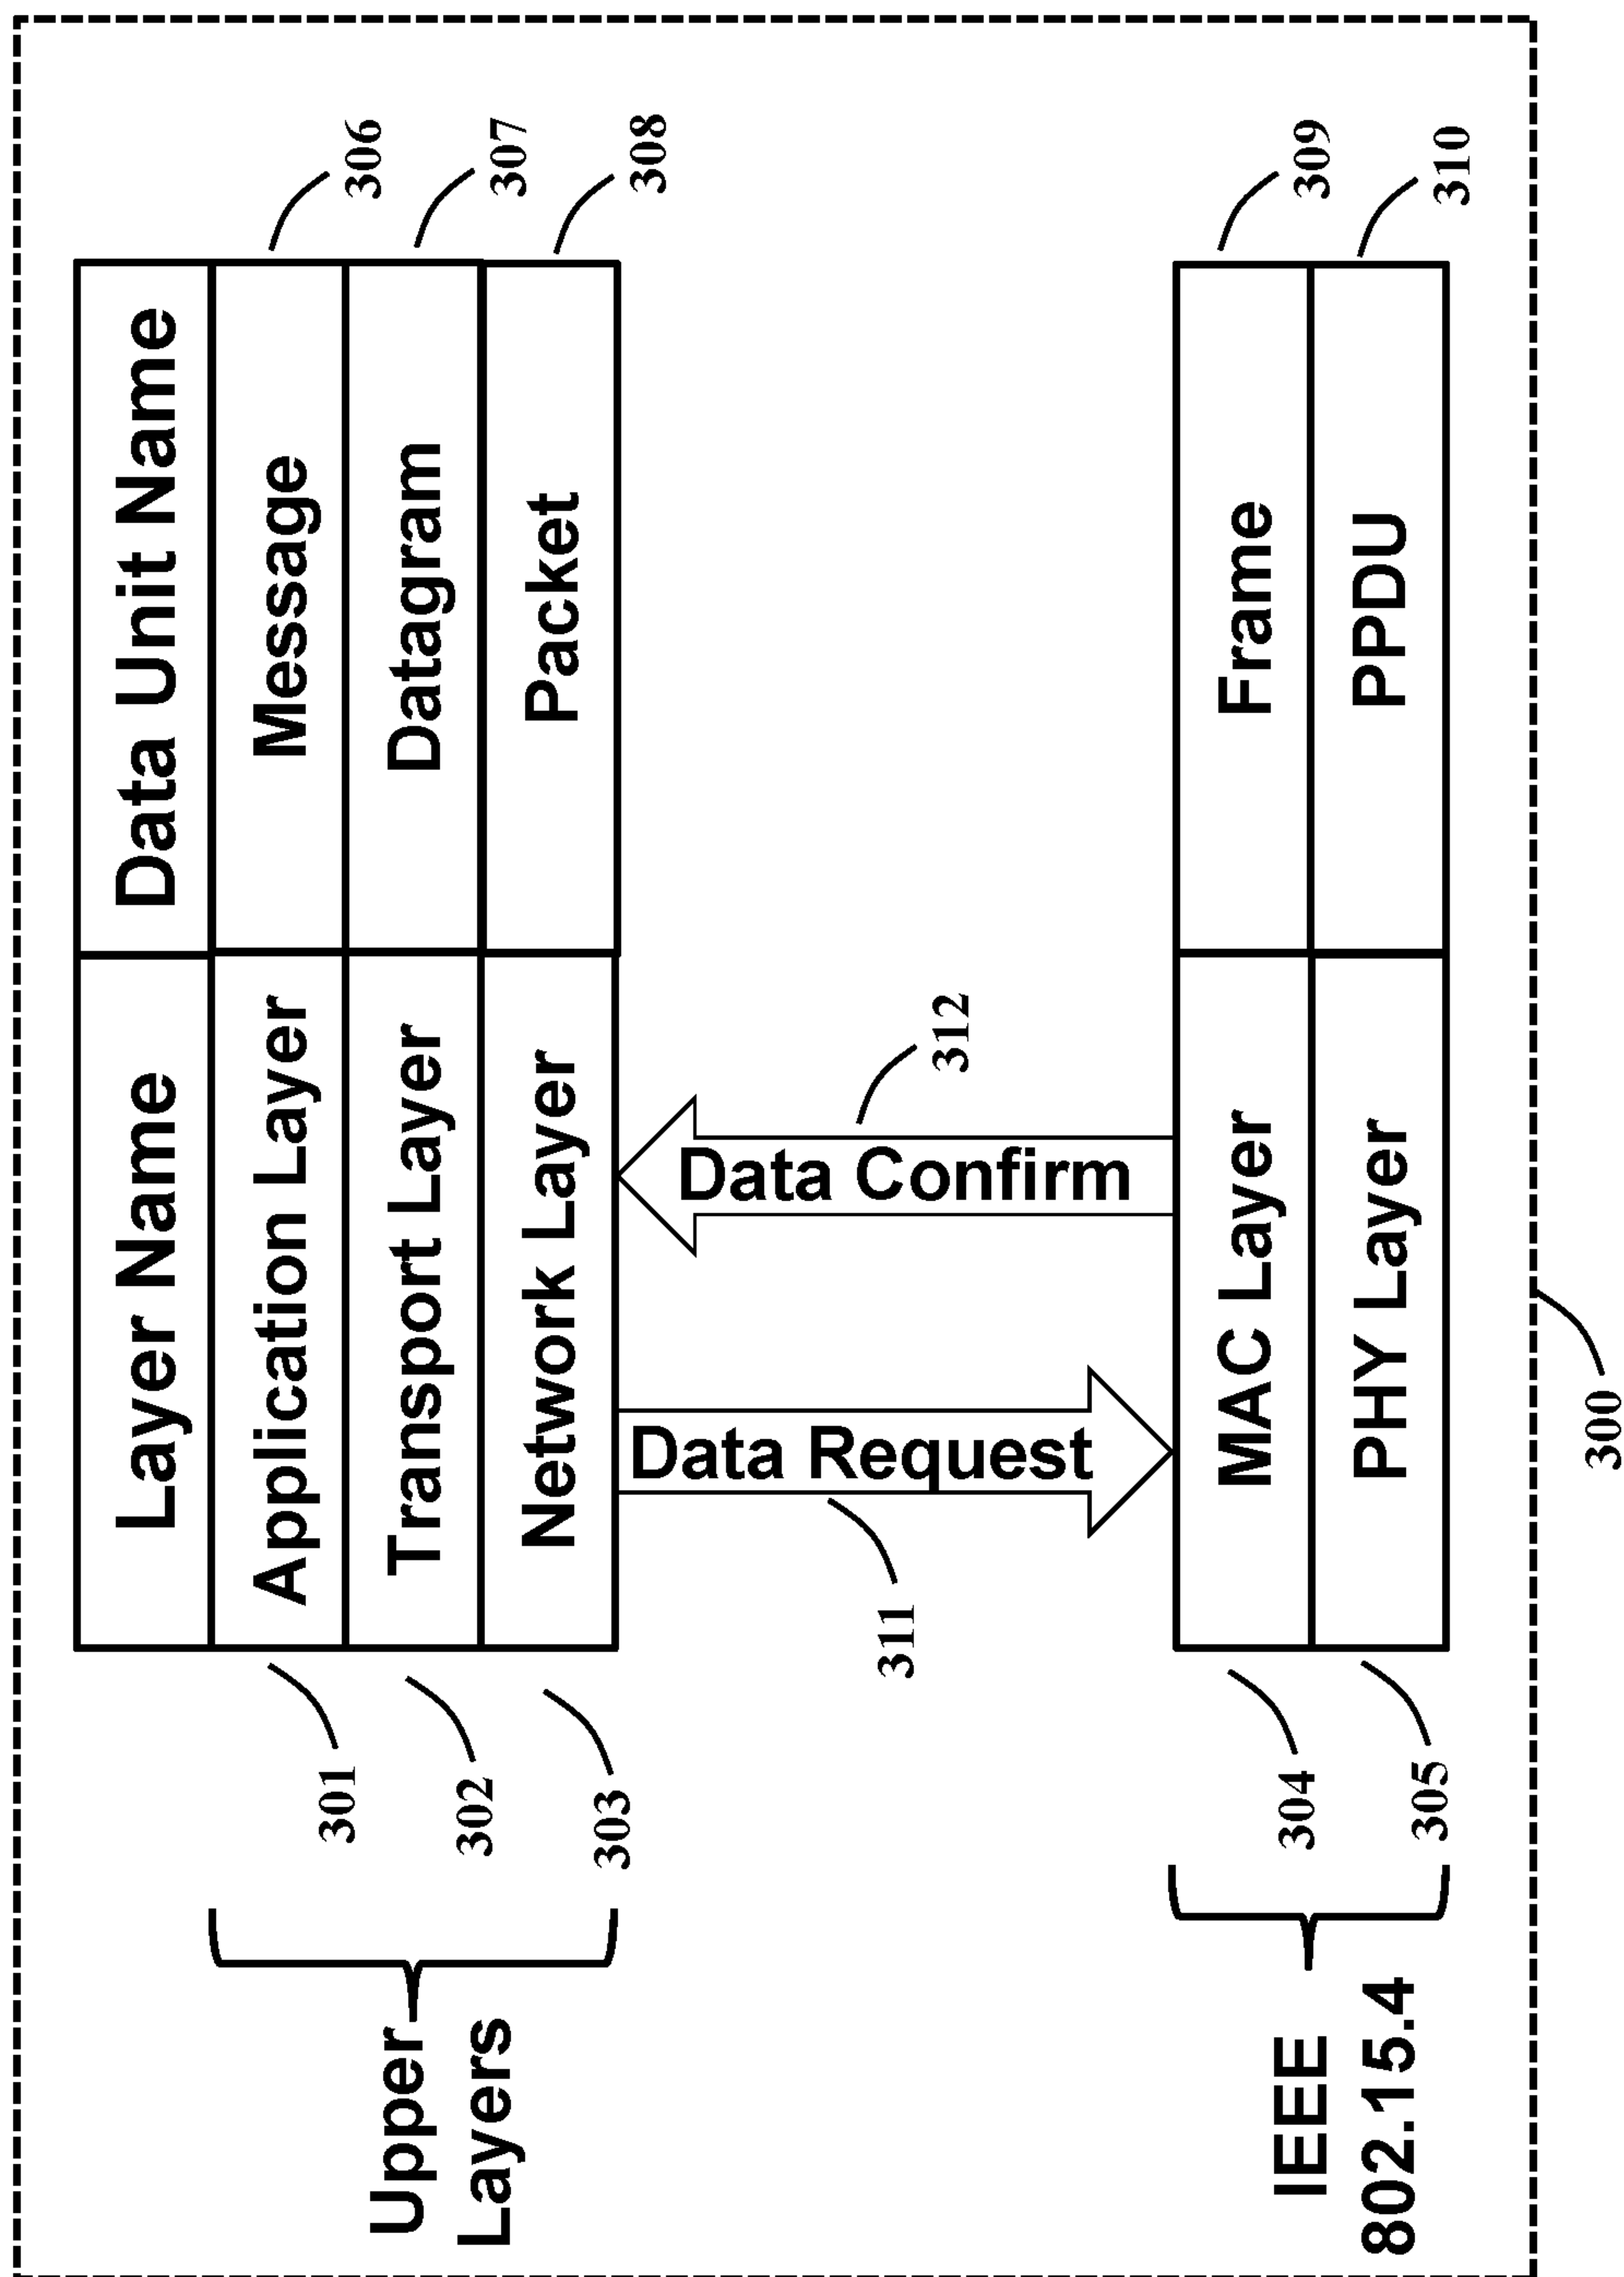 Layer Name
Data Unit Name
301
Application Layer
Message
306
302
Transport Layer
Datagram
307
303
Network Layer
Packet
308
Upper
Layers
311
Data Request
Data Confirm
312
304
MAC Layer
Frame
309
305
PHY Layer
PPDU
310
IEEE
802.15.4
300